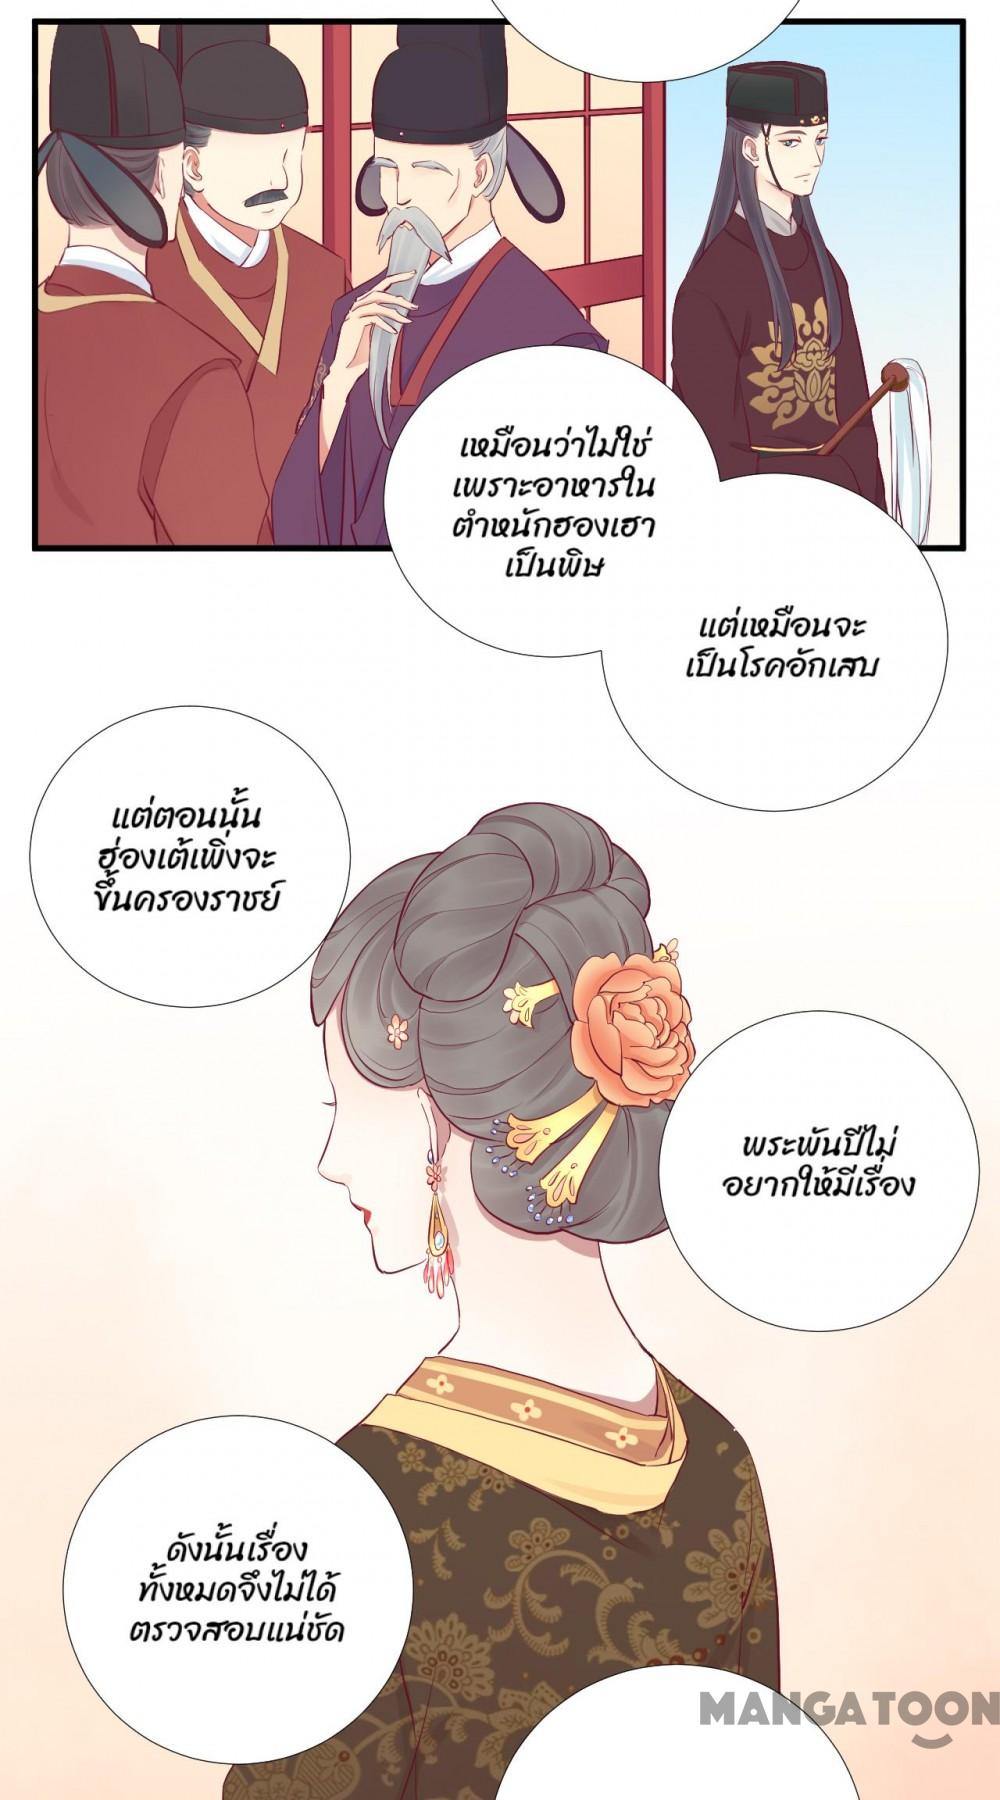 เหมือนว่าไม่ใช่
เพราะอาหารใน
ตำหนักฮองเฮา
เป็นพิษ
แต่เหมือนจะ
เป็นโรคอักเสบ
แต่ตอนนั้น
ฮ่องเต้เพิ่งจะ
ขึ้นครองราชย์
พระพันปีไม่
อยากให้มีเรื่อง
ดังนั้นเรื่อง
ทั้งหมดจึงไม่ได้
ตรวจสอบแน่ชัด
MANGATOON